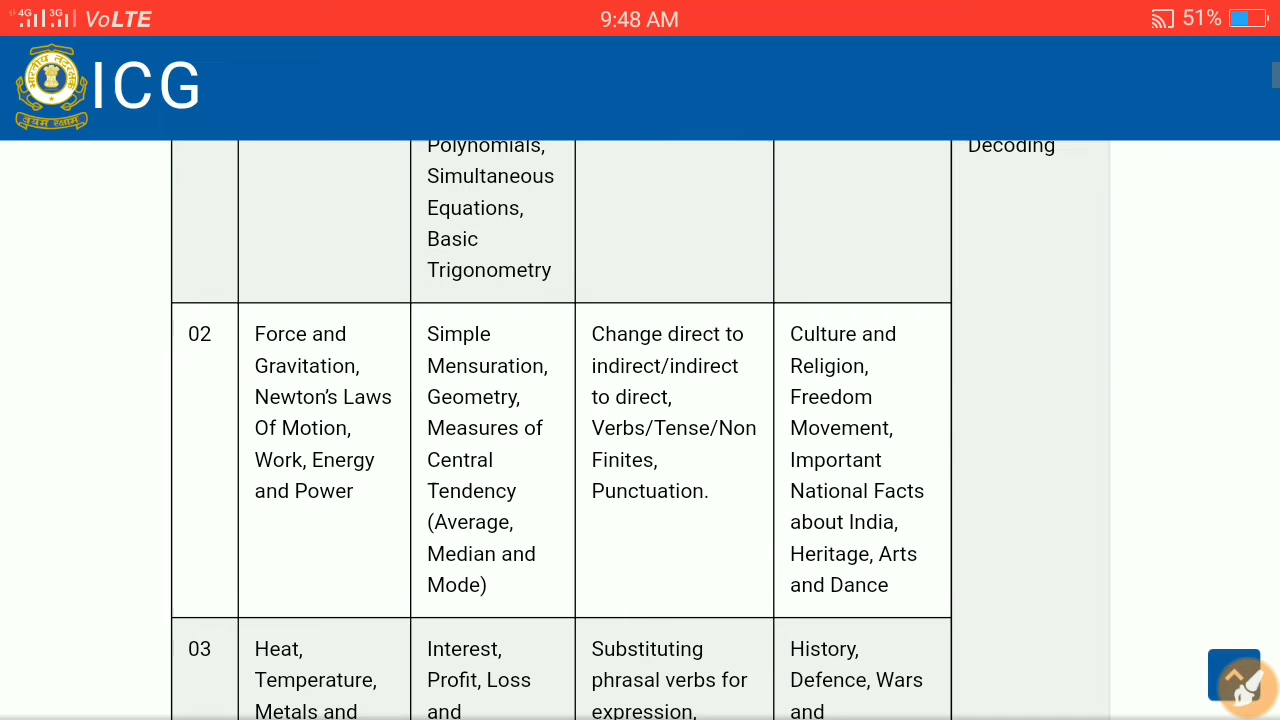 4G 3G VoLTE 9:48 AM 51%
ICG
Polynomials,
Simultaneous
Equations,
Basic
Trigonometry
Decoding
02
Force and
Gravitation,
Newton's Laws
Of Motion,
Work, Energy
and Power
Simple
Mensuration,
Geometry,
Measures of
Central
Tendency
(Average,
Median and
Mode)
Change direct to
indirect/indirect
to direct,
Verbs/Tense/Non
Finites,
Punctuation.
Culture and
Religion,
Freedom
Movement,
Important
National Facts
about India,
Heritage, Arts
and Dance
03
Heat,
Temperature,
Metals and
Interest,
Profit, Loss
and
Substituting
phrasal verbs for
expression,
History,
Defence, Wars
and